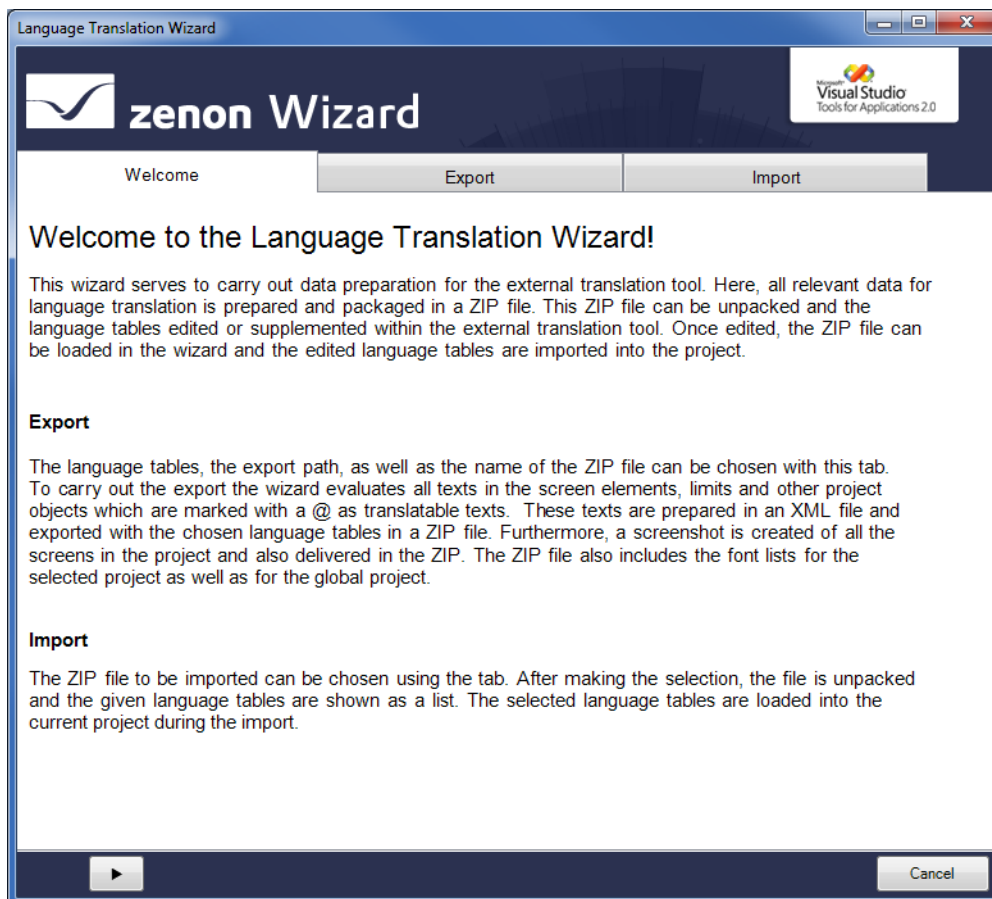 Language Translation Wizard
zenon Wizard
Microsoft
Visual Studio
Tools for Applications 2.0
Welcome
Export
Import
Welcome to the Language Translation Wizard!
This wizard serves to carry out data preparation for the external translation tool. Here, all relevant data for
language translation is prepared and packaged in a ZIP file. This ZIP file can be unpacked and the
language tables edited or supplemented within the external translation tool. Once edited, the ZIP file can
be loaded in the wizard and the edited language tables are imported into the project.
Export
The language tables, the export path, as well as the name of the ZIP file can be chosen with this tab.
To carry out the export the wizard evaluates all texts in the screen elements, limits and other project
objects which are marked with a @ as translatable texts.  These texts are prepared in an XML file and
exported with the chosen language tables in a ZIP file. Furthermore, a screenshot is created of all the
screens in the project and also delivered in the ZIP. The ZIP file also includes the font lists for the
selected project as well as for the global project.
Import
The ZIP file to be imported can be chosen using the tab. After making the selection, the file is unpacked
and the given language tables are shown as a list. The selected language tables are loaded into the
current project during the import.
Cancel